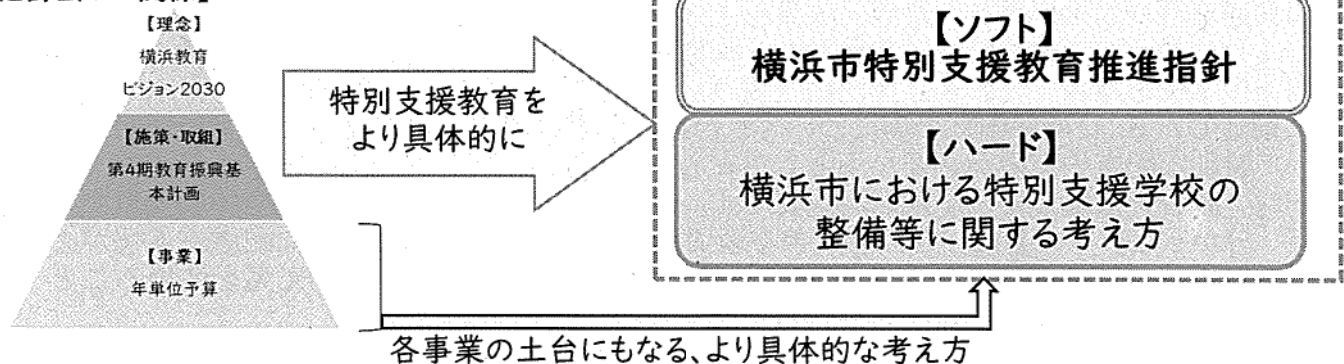 【理念】
横浜教育
ビジョン2030
【施策・取組】
第4期教育振興基
本計画
【事業】
年単位予算
特別支援教育を
より具体的に
【ソフト】
横浜市特別支援教育推進指針
【ハード】
横浜市における特別支援学校の
整備等に関する考え方
各事業の土台にもなる、より具体的な考え方